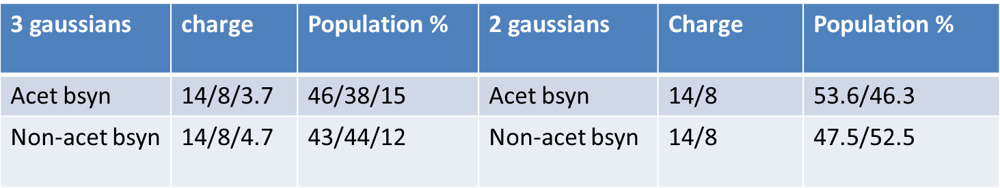 3 gaussians charge Population % 2 gaussians Charge Population %
Acet bsyn 14/8/3.7 46/38/15 Acet bsyn 14/8 53.6/46.3
Non-acet bsyn 14/8/4.7 43/44/12 Non-acet bsyn 14/8 47.5/52.5